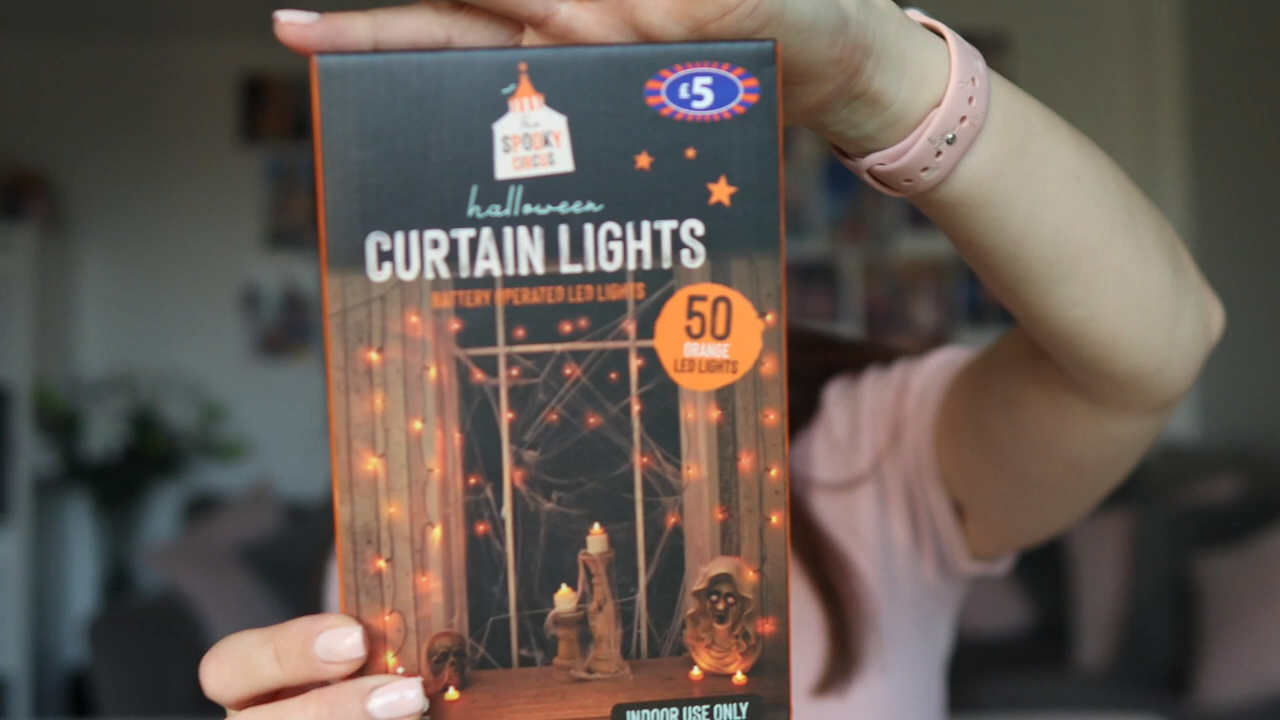 £5
The
SPOOKY
CIRCUS
halloween
CURTAIN LIGHTS
BATTERY OPERATED LED LIGHTS
50
ORANGE
LED LIGHTS
INDOOR USE ONLY